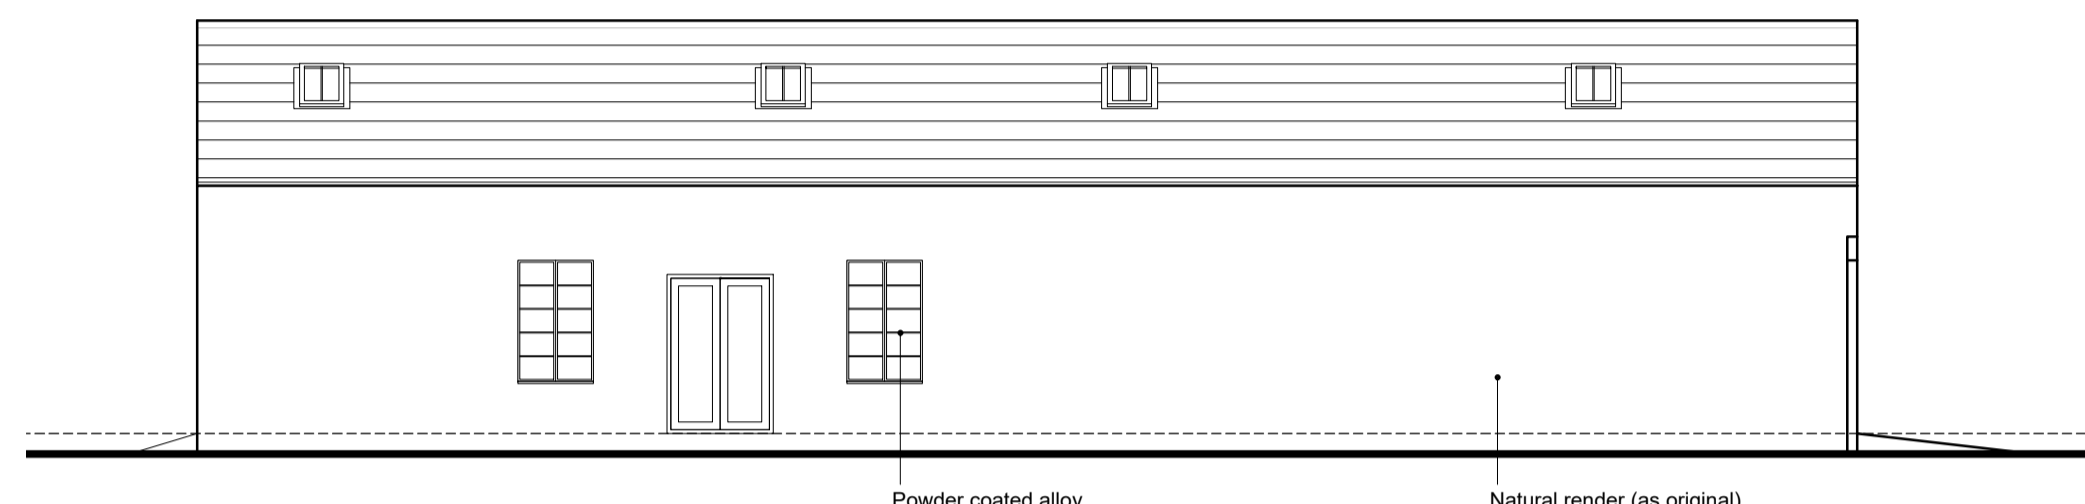 Powder coated alloy
Natural render (as original)